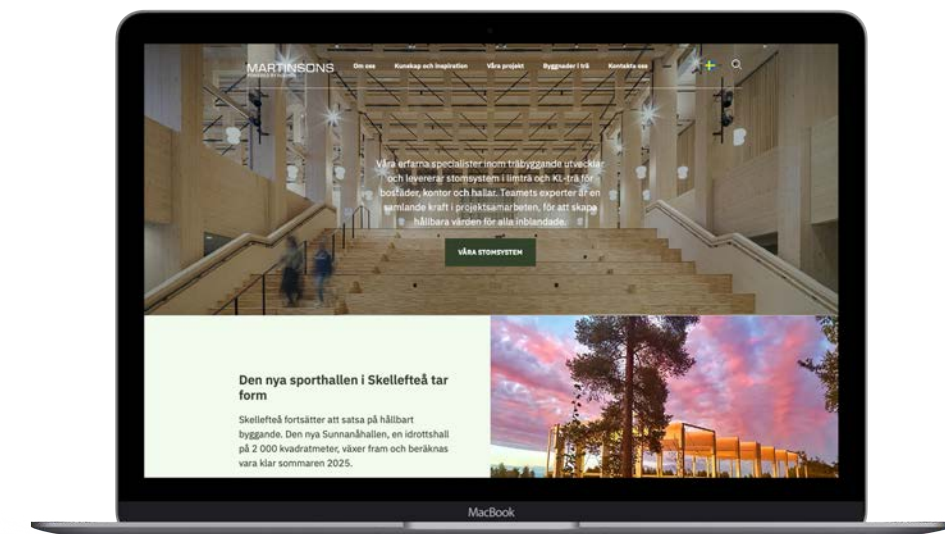 MARTINSONS
Om oss
Kunskap och inspiration
Våra projekt
Byggnader i trä
Kontakta oss
Våra erfarna specialister inom träbyggande utvecklar
och levererar stomsystem i limträ och KL-trä för
bostäder, kontor och hallar. Teamets experter är en
samlande kraft i projektsamarbeten, för att skapa
hållbara värden för alla inblandade.
VÅRA STOMSYSTEM
Den nya sporthallen i Skellefteå tar
form
Skellefteå fortsätter att satsa på hållbart
byggande. Den nya Sunnanåhallen, en idrottshall
på 2 000 kvadratmeter, växer fram och beräknas
vara klar sommaren 2025.
MacBook